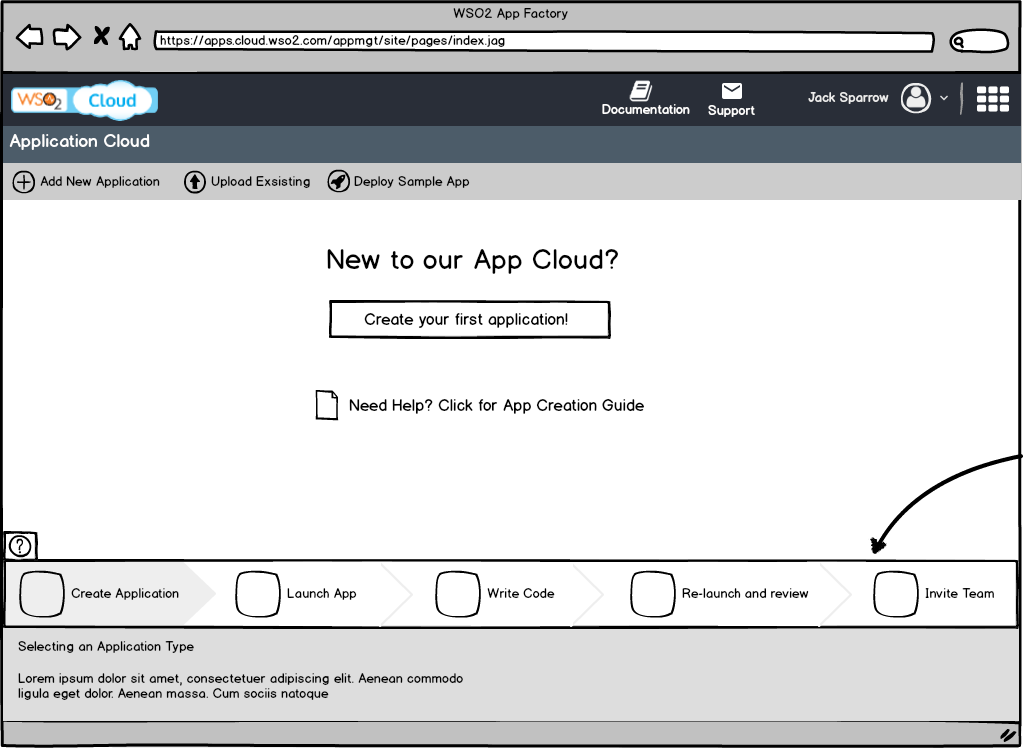 WSO2 App Factory
https://apps.cloud.wso2.com/appmgt/site/pages/index.jag
WSO2 Cloud
Documentation
Support
Jack Sparrow
Application Cloud
Add New Application
Upload Exsisting
Deploy Sample App
New to our App Cloud?
Create your first application!
Need Help? Click for App Creation Guide
?
Create Application
Launch App
Write Code
Re-launch and review
Invite Team
Selecting an Application Type
Lorem ipsum dolor sit amet, consectetuer adipiscing elit. Aenean commodo
ligula eget dolor. Aenean massa. Cum sociis natoque